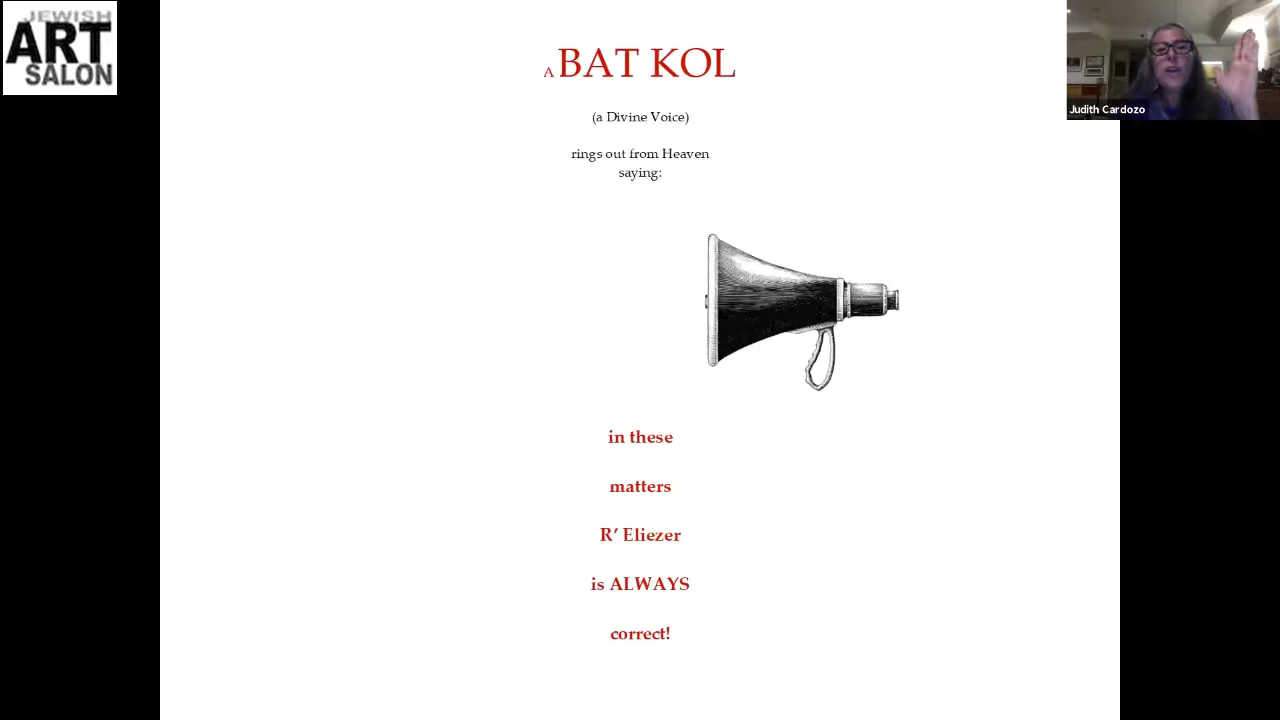 JEWISH
ART
SALON
A BAT KOL
(a Divine Voice)
rings out from Heaven
saying:
in these
matters
R’ Eliezer
is ALWAYS
correct!
Judith Cardozo